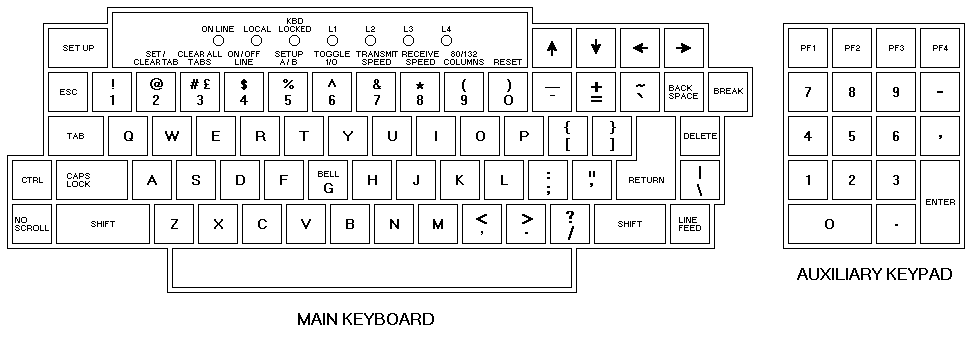 KBD
ON LINE LOCAL LOCKED L1 L2 L3 L4
SET UP
SET / CLEAR ALL ON/OFF SETUP TOGGLE TRANSMIT RECEIVE 80/132
CLEAR TAB TABS LINE A / B 1/0 SPEED SPEED COLUMNS RESET
PF1 PF2 PF3 PF4
! @ # £ $ % ^ & * ( ) — + ~
ESC 1 2 3 4 5 6 7 8 9 0 - = `
BACK
SPACE
BREAK
7 8 9 -
TAB Q W E R T Y U I O P { }
[ ]
DELETE
4 5 6 ,
CTRL
CAPS
LOCK
A S D F
BELL
G
H J K L
:
;
"
'
RETURN
|
\
1 2 3
ENTER
NO
SCROLL
SHIFT Z X C V B N M
< > ?
, . /
SHIFT
LINE
FEED
0 .
AUXILIARY KEYPAD
MAIN KEYBOARD